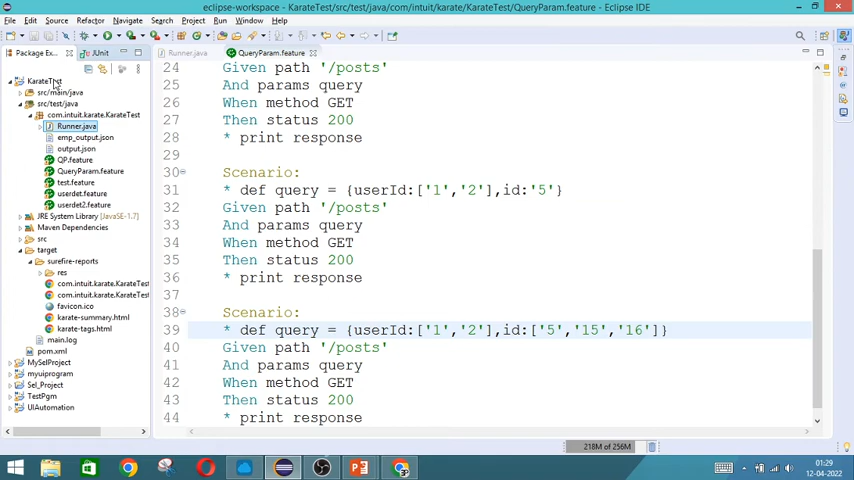 eclipse-workspace - KarateTest/src/test/java/com/intuit/karate/KarateTest/QueryParam.feature - Eclipse IDE
File Edit Source Refactor Navigate Search Project Run Window Help
Package Ex... JUnit
Runner.java QueryParam.feature
KarateTest
src/main/java
src/test/java
com.intuit.karate.KarateTest
Runner.java
emp_output.json
output.json
QP.feature
QueryParam.feature
test.feature
userdet.feature
userdet2.feature
JRE System Library [JavaSE-1.7]
Maven Dependencies
src
target
surefire-reports
res
com.intuit.karate.KarateTest
com.intuit.karate.KarateTest
favicon.ico
karate-summary.html
karate-tags.html
main.log
pom.xml
MySelProject
myuiprogram
Sel_Project
TestPgm
UIAutomation
24 Given path '/posts'
25 And params query
26 When method GET
27 Then status 200
28 * print response
29
30 Scenario:
31 * def query = {userId:['1','2'],id:'5'}
32 Given path '/posts'
33 And params query
34 When method GET
35 Then status 200
36 * print response
37
38 Scenario:
39 * def query = {userId:['1','2'],id:['5','15','16']}
40 Given path '/posts'
41 And params query
42 When method GET
43 Then status 200
44 * print response
218M of 256M
01:29
12-04-2022